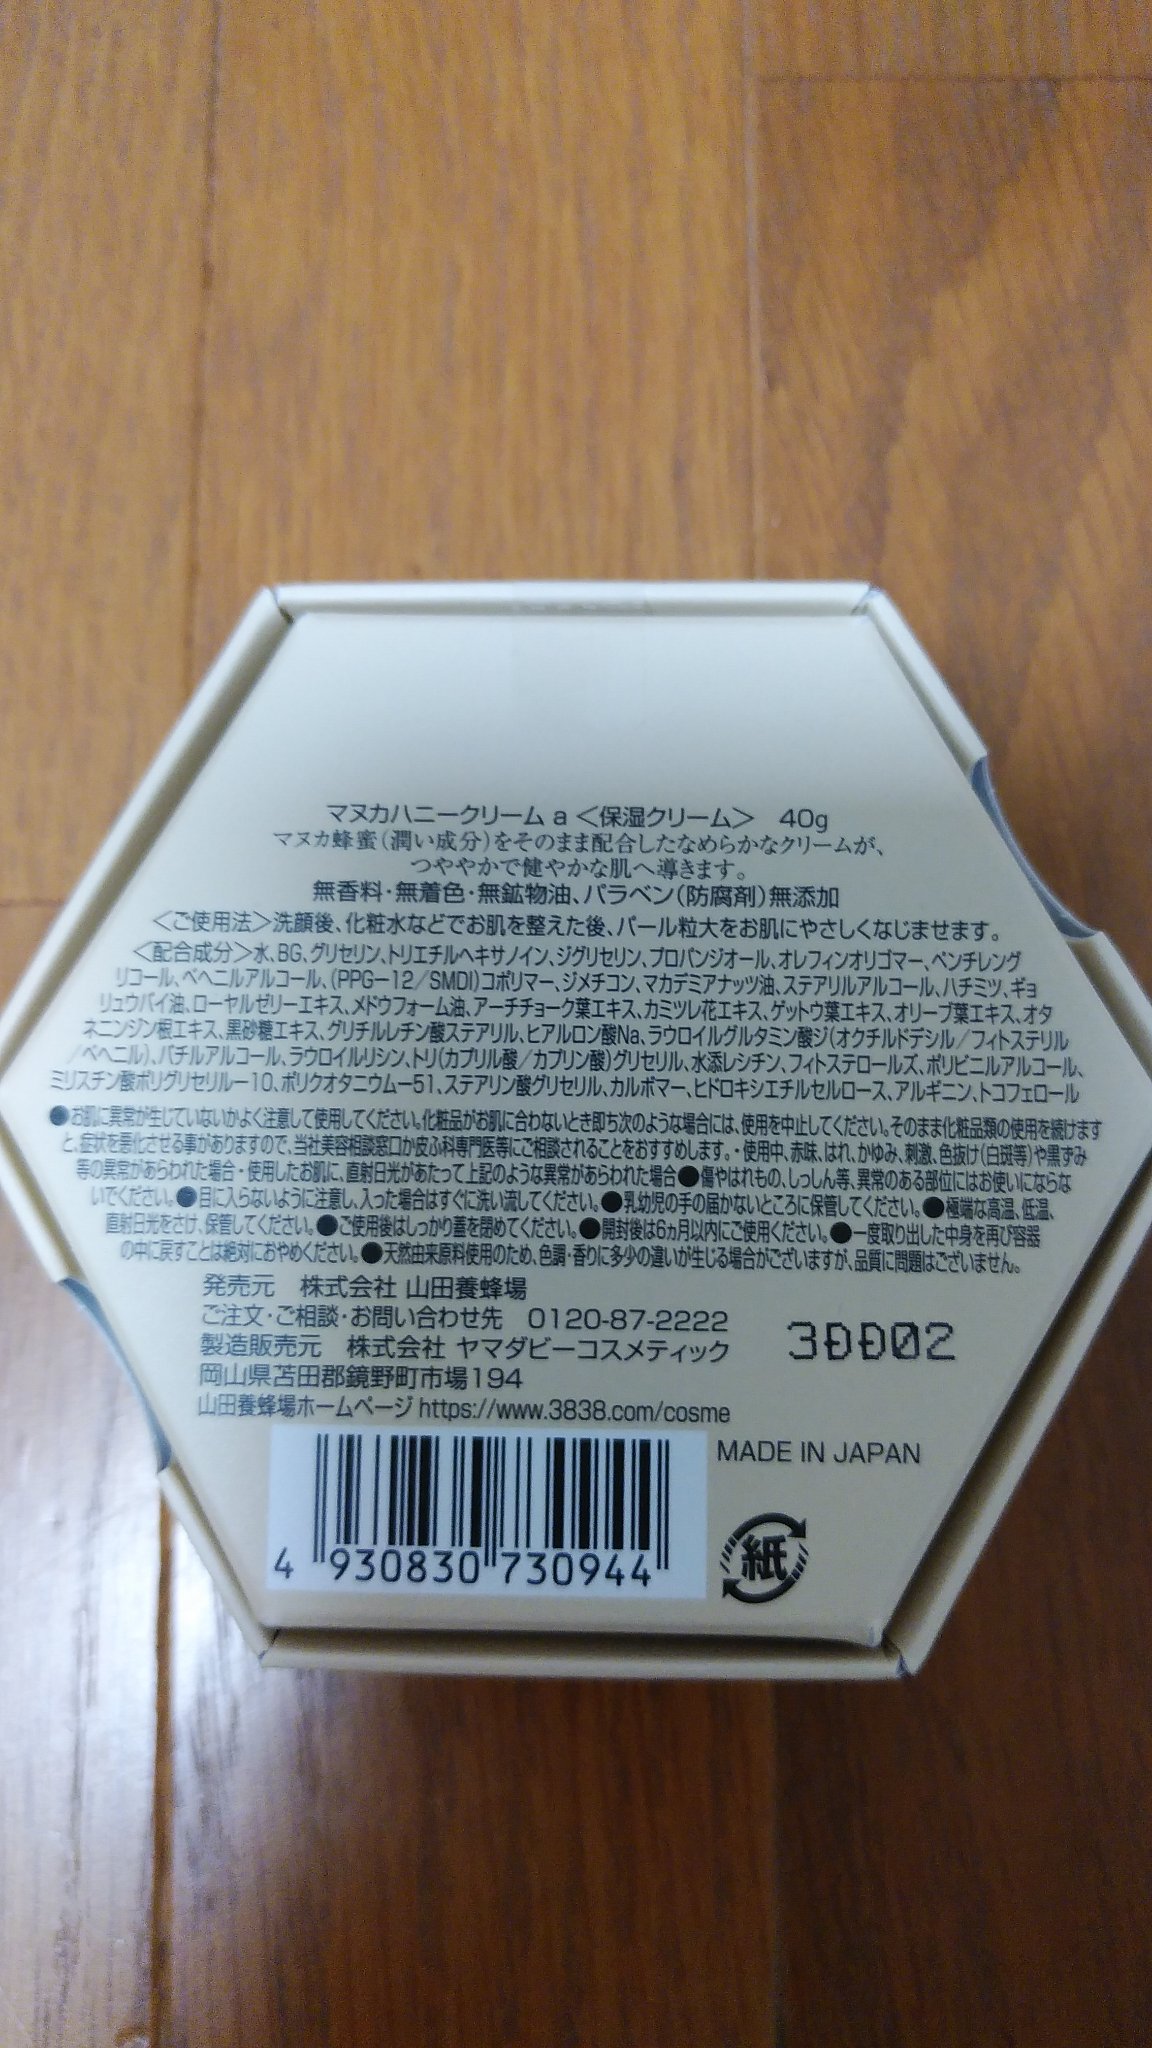 マヌカハニークリーム a ＜保湿クリーム＞ 40g
マヌカ蜂蜜(潤い成分)をそのまま配合したなめらかなクリームが、
つややかで健やかな肌へ導きます。
無香料・無着色・無鉱物油、パラベン(防腐剤)無添加
＜ご使用法＞洗顔後、化粧水などでお肌を整えた後、パール粒大をお肌にやさしくなじませます。
＜配合成分＞水、BG、グリセリン、トリエチルヘキサノイン、ジグリセリン、プロパンジオール、オレフィンオリゴマー、ペンチレング
リコール、ベヘニルアルコール、(PPG－12／SMDI)コポリマー、ジメチコン、マカデミアナッツ油、ステアリルアルコール、ハチミツ、ギョ
リュウバイ油、ローヤルゼリーエキス、メドウフォーム油、アーチチョーク葉エキス、カミツレ花エキス、ゲットウ葉エキス、オリーブ葉エキス、オタ
ネニンジン根エキス、黒砂糖エキス、グリチルレチン酸ステアリル、ヒアルロン酸Na、ラウロイルグルタミン酸ジ(オクチルドデシル／フィトステリル
／ベヘニル)、バチルアルコール、ラウロイルリシン、トリ(カプリル酸／カプリン酸)グリセリル、水添レシチン、フィトステロールズ、ポリビニルアルコール、
ミリスチン酸ポリグリセリル－10、ポリクオタニウム－51、ステアリン酸グリセリル、カルボマー、ヒドロキシエチルセルロース、アルギニン、トコフェロール
●お肌に異常が生じていないかよく注意して使用してください。化粧品がお肌に合わないとき即ち次のような場合には、使用を中止してください。そのまま化粧品類の使用を続けます
と、症状を悪化させる事がありますので、当社美容相談窓口か皮ふ科専門医等にご相談されることをおすすめします。・使用中、赤味、はれ、かゆみ、刺激、色抜け(白斑等)や黒ずみ
等の異常があらわれた場合・使用したお肌に、直射日光があたって上記のような異常があらわれた場合●傷やはれもの、しっしん等、異常のある部位にはお使いにならな
いでください。●目に入らないように注意し、入った場合はすぐに洗い流してください。●乳幼児の手の届かないところに保管してください。●極端な高温、低温、
直射日光をさけ、保管してください。●ご使用後はしっかり蓋を閉めてください。●開封後は6ヵ月以内にご使用ください。●一度取り出した中身を再び容器
の中に戻すことは絶対におやめください。●天然由来原料使用のため、色調・香りに多少の違いが生じる場合がございますが、品質に問題はございません。
発売元 株式会社 山田養蜂場
ご注文・ご相談・お問い合わせ先 0120-87-2222
製造販売元 株式会社 ヤマダビーコスメティック
岡山県苫田郡鏡野町市場194
山田養蜂場ホームページ https://www.3838.com/cosme
3DD02
MADE IN JAPAN
4 930830 730944
紙